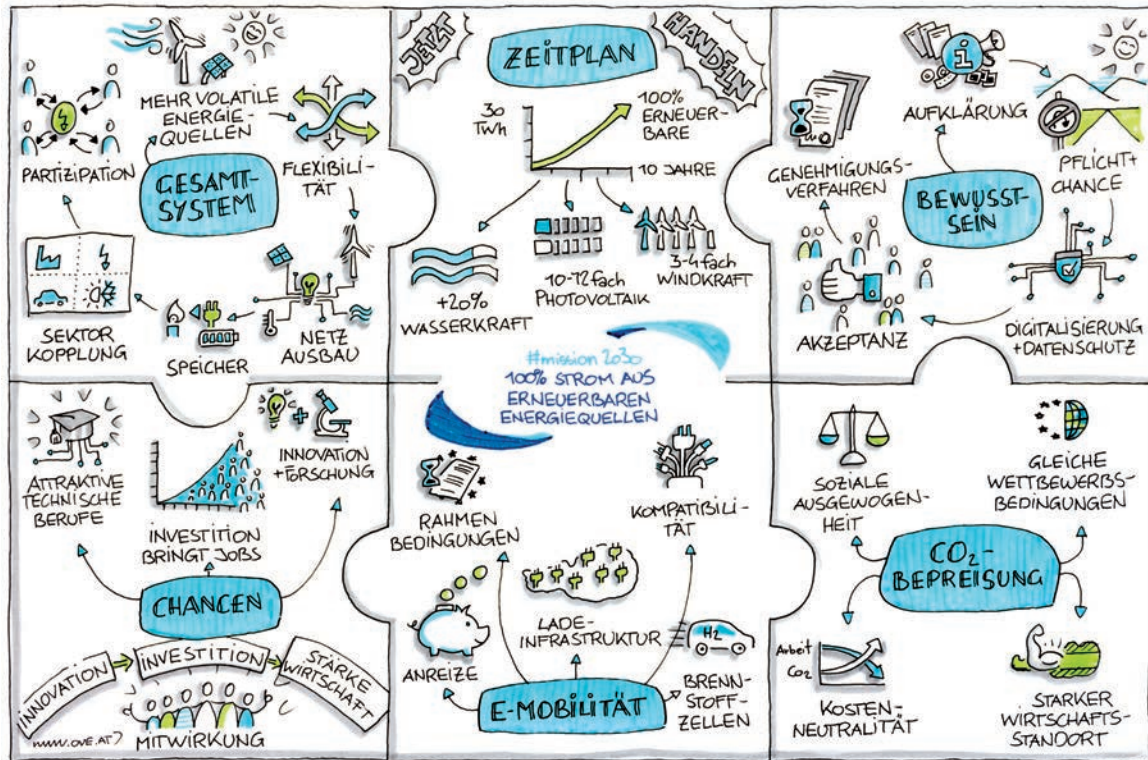 MEHR VOLATILE
ENERGIE-
QUELLEN
PARTIZIPATION
FLEXIBILI-
TÄT
GESAMT-
SYSTEM
SEKTOR
KOPPLUNG
SPEICHER
NETZ
AUSBAU
JETZT
ZEITPLAN
HANDELN
30
TWh
100%
ERNEUER-
BARE
10 JAHRE
+20%
WASSERKRAFT
10-12fach
PHOTOVOLTAIK
3-4fach
WINDKRAFT
i
AUFKLÄRUNG
GENEHMIGUNGS-
VERFAHREN
PFLICHT+
CHANCE
BEWUSST-
SEIN
AKZEPTANZ
DIGITALISIERUNG
+DATENSCHUTZ
#mission 2030
100% STROM AUS
ERNEUERBAREN
ENERGIEQUELLEN
ATTRAKTIVE
TECHNISCHE
BERUFE
INVESTITION
BRINGT JOBS
INNOVATION
+FORSCHUNG
CHANCEN
INNOVATION
INVESTITION
STARKE
WIRTSCHAFT
www.OVE.AT
MITWIRKUNG
RAHMEN
BEDINGUNGEN
KOMPATIBILI-
TÄT
ANREIZE
LADE-
INFRASTRUKTUR
H2
BRENN-
STOFF-
ZELLEN
E-MOBILITÄT
SOZIALE
AUSGEWOGEN-
HEIT
GLEICHE
WETTBEWERBS-
BEDINGUNGEN
CO2-
BEPREISUNG
Arbeit
CO2
KOSTEN-
NEUTRALITÄT
STARKER
WIRTSCHAFTS-
STANDORT